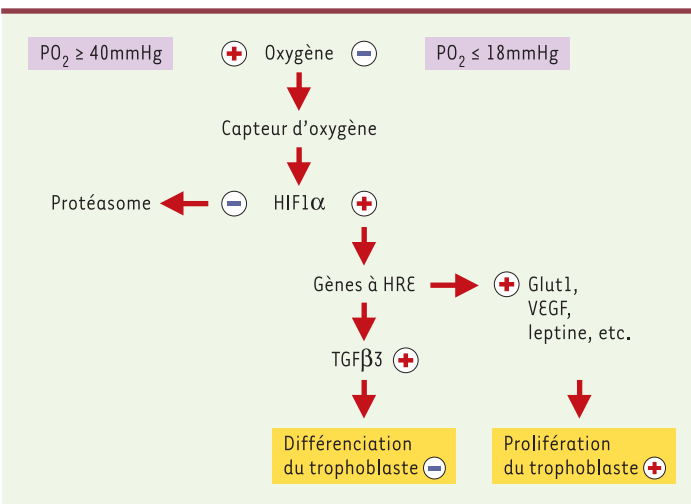 PO₂ ≥ 40mmHg + Oxygène − PO₂ ≤ 18mmHg
Capteur d'oxygène
Protéasome − HIF1α +
Gènes à HRE + Glut1,
VEGF,
leptine, etc.
TGFβ3 +
Différenciation
du trophoblaste −
Prolifération
du trophoblaste +